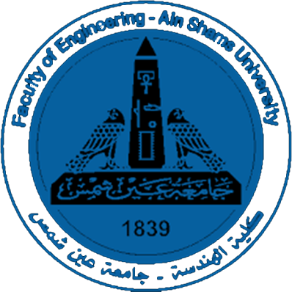 Faculty of Engineering - Ain Shams University
جامعة عين شمس
1839
كلية الهندسة - جامعة عين شمس